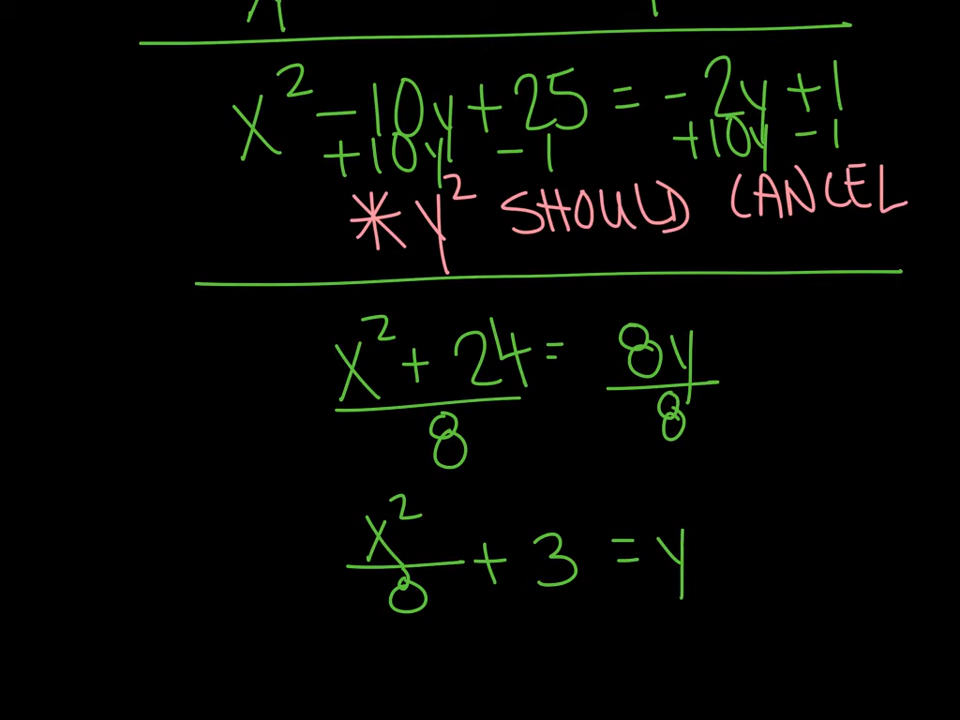 x² - 10y + 25 = - 2y + 1
+10y - 1 +10y - 1
* y² SHOULD CANCEL
x² + 24 = 8y
8 8
x² + 3 = y
8